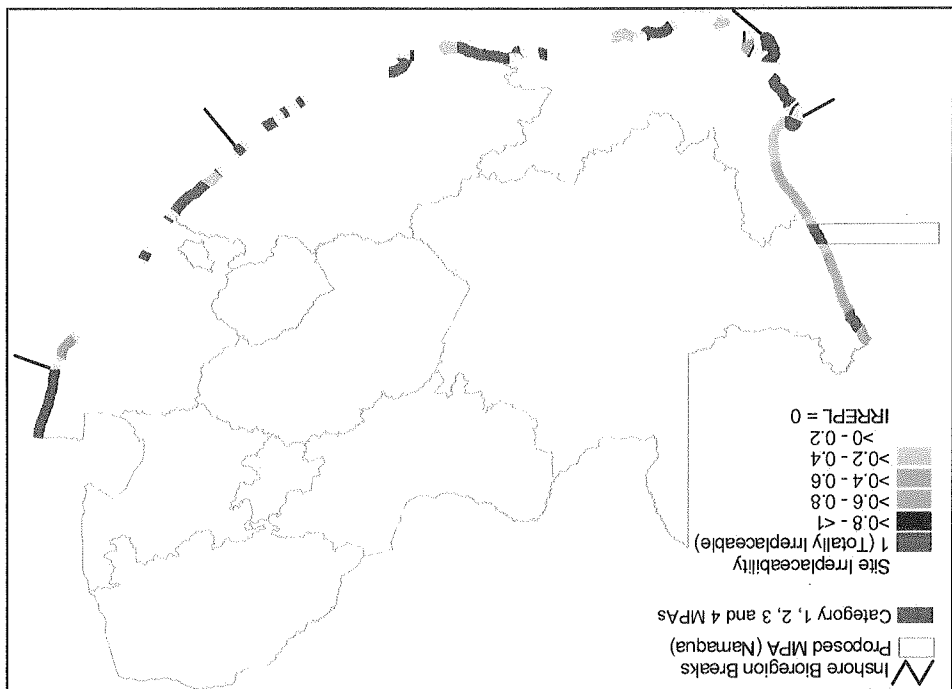 Inshore Bioregion Breaks
Proposed MPA (Namaqua)
Category 1, 2, 3 and 4 MPAs
Site Irreplaceability
1 (Totally Irreplaceable)
>0.8 - <1
>0.6 - 0.8
>0.4 - 0.6
>0.2 - 0.4
>0 - 0.2
IRREPL = 0